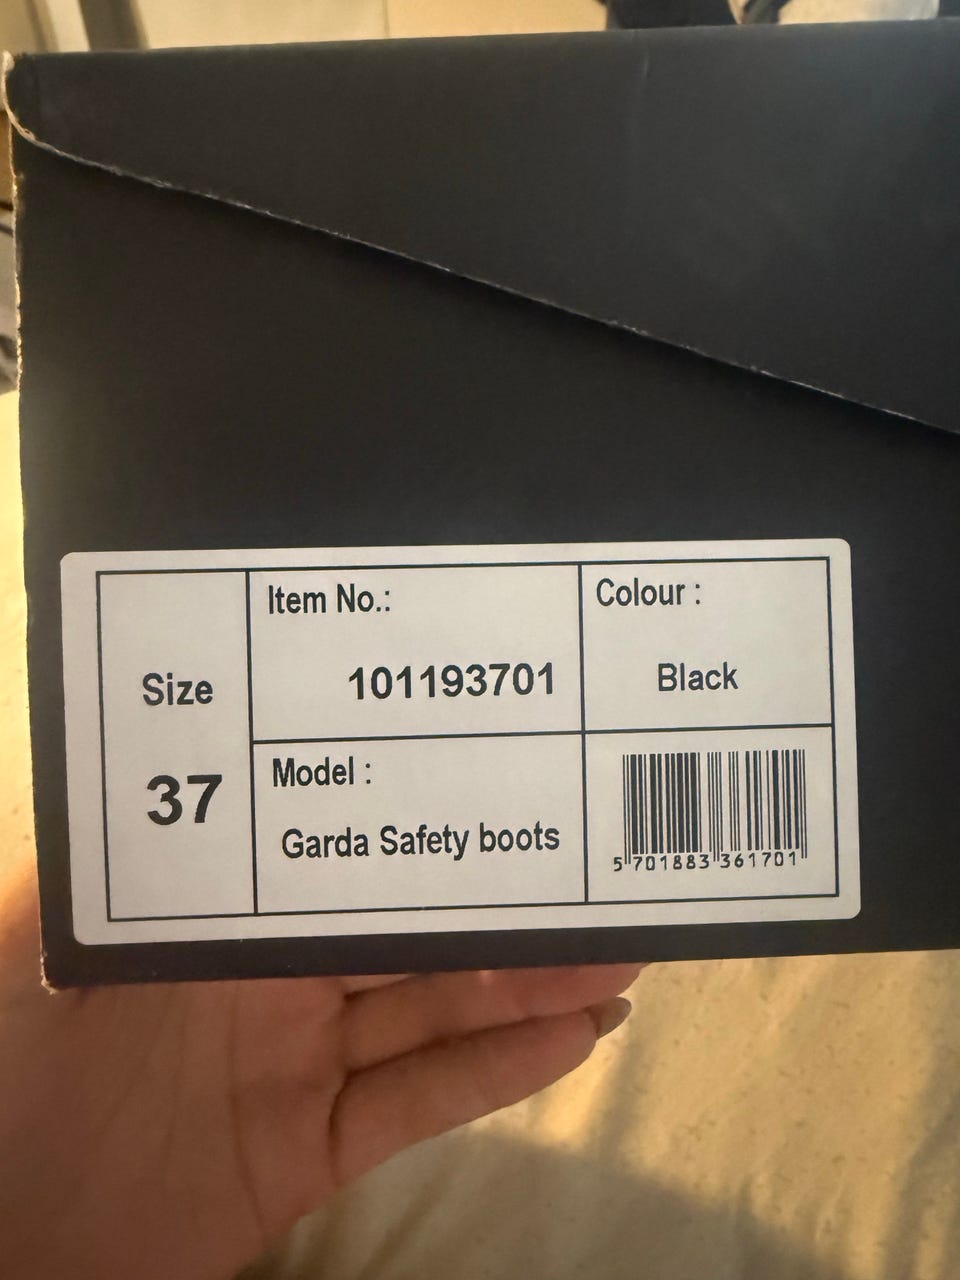 Size
37
Item No.:
101193701
Colour :
Black
Model :
Garda Safety boots
5 701883 361701